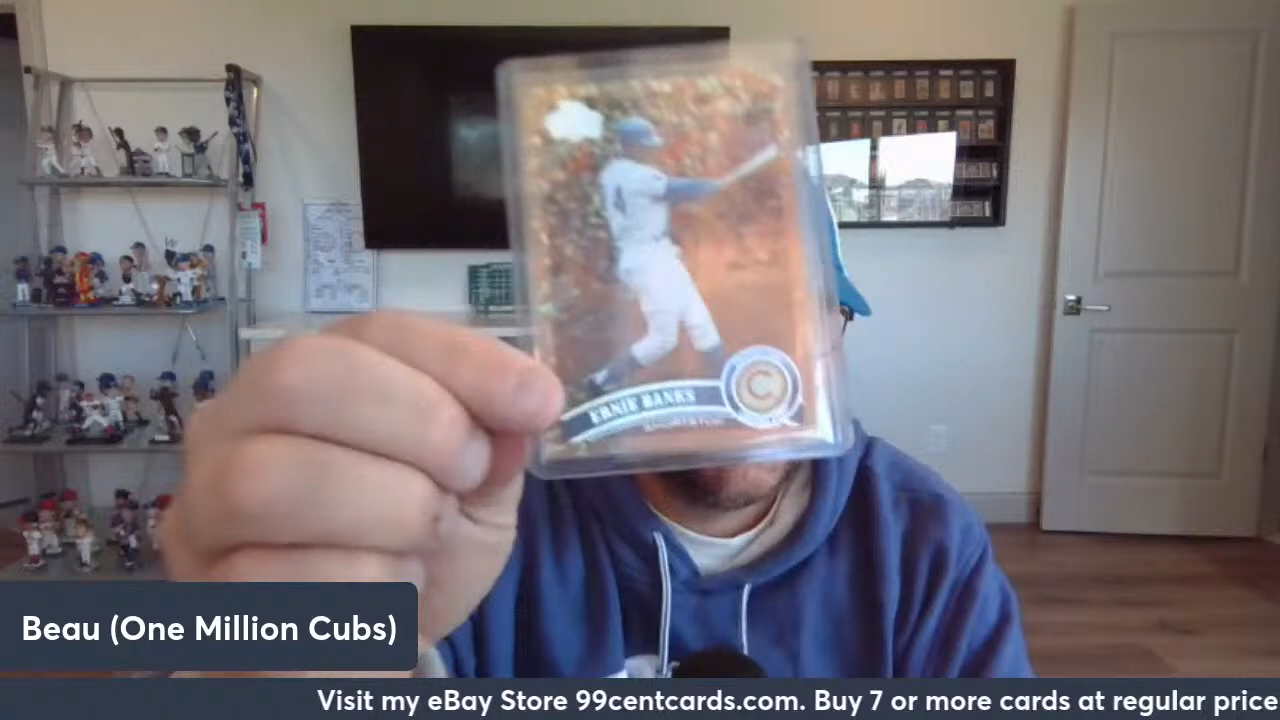 4
ERNIE BANKS
C
Beau (One Million Cubs)
Visit my eBay Store 99centcards.com. Buy 7 or more cards at regular price